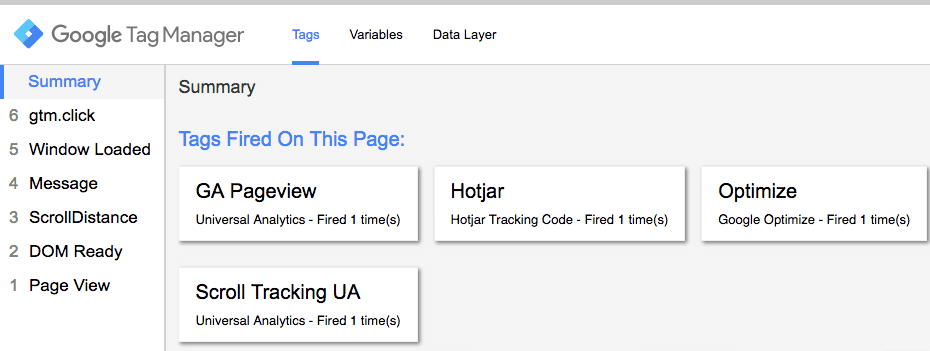 Google Tag Manager
Tags Variables Data Layer
Summary
6 gtm.click
5 Window Loaded
4 Message
3 ScrollDistance
2 DOM Ready
1 Page View
Summary
Tags Fired On This Page:
GA Pageview
Universal Analytics - Fired 1 time(s)
Hotjar
Hotjar Tracking Code - Fired 1 time(s)
Optimize
Google Optimize - Fired 1 time(s)
Scroll Tracking UA
Universal Analytics - Fired 1 time(s)